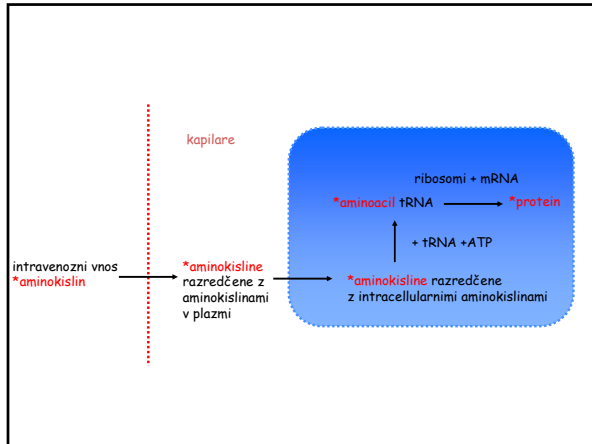 kapilare
ribosomi + mRNA
*aminoacil tRNA
*protein
+ tRNA +ATP
intravenozni vnos
*aminokislin
*aminokisline
razredčene z
aminokislinami
v plazmi
*aminokisline razredčene
z intracellularnimi aminokislinami